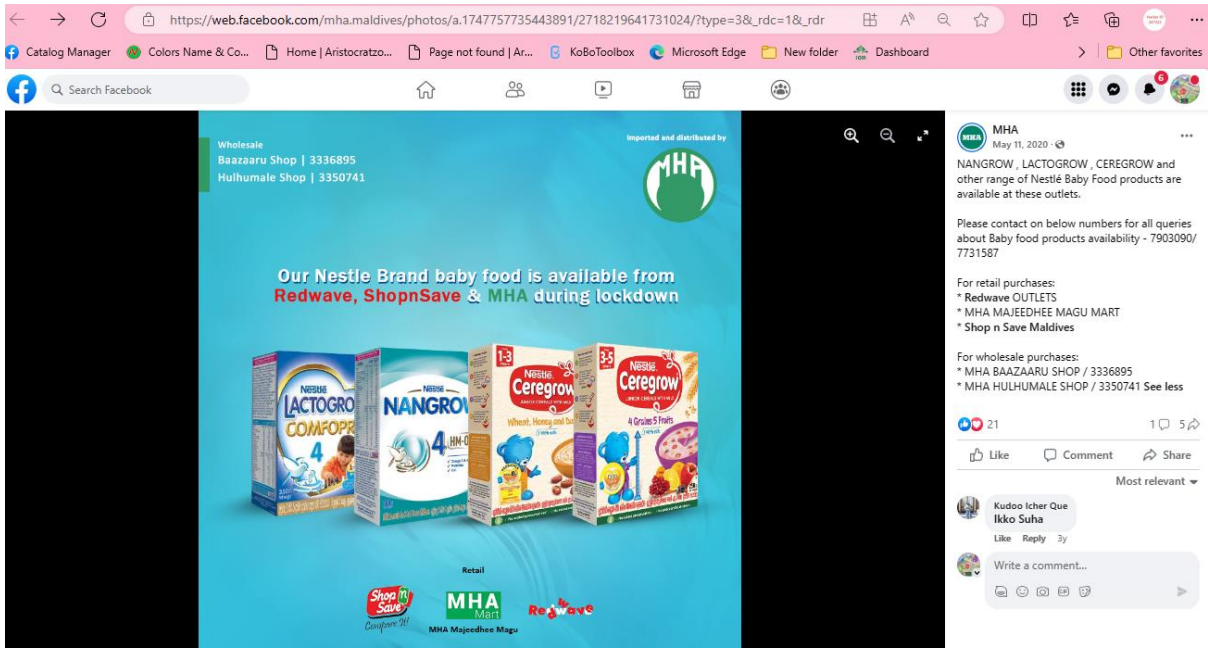 https://web.facebook.com/mha.maldives/photos/a.1747757735443891/2718219641731024/?type=3&_rdc=1&_rdr
Catalog Manager
Colors Name & Co...
Home | Aristocratzo...
Page not found | Ar...
KoBoToolbox
Microsoft Edge
New folder
Dashboard
Other favorites
Search Facebook
6
Wholesale
Baazaaru Shop | 3336895
Hulhumale Shop | 3350741
Imported and distributed by
MHA
Our Nestle Brand baby food is available from
Redwave, ShopnSave & MHA during lockdown
Nestlé
LACTOGRO
COMFOPR
4
Nestlé
NANGROW
4
HM-O
1-3
Nestlé.
Ceregrow
Wheat, Honey and
3-5
Nestlé.
Ceregrow
4 Grains 5 Fruits
Retail
Shop n Save
Compare It!
MHA
Mart
MHA Majeedhee Magu
Redwave
MHA
MHA
May 11, 2020
NANGROW , LACTOGROW , CEREGROW and
other range of Nestlé Baby Food products are
available at these outlets.
Please contact on below numbers for all queries
about Baby food products availability - 7903090/
7731587
For retail purchases:
* Redwave OUTLETS
* MHA MAJEEDHEE MAGU MART
* Shop n Save Maldives
For wholesale purchases:
* MHA BAAZAARU SHOP / 3336895
* MHA HULHUMALE SHOP / 3350741 See less
21
1 5
Like Comment Share
Most relevant
Kudoo Icher Que
Ikko Suha
Like Reply 3y
Write a comment...